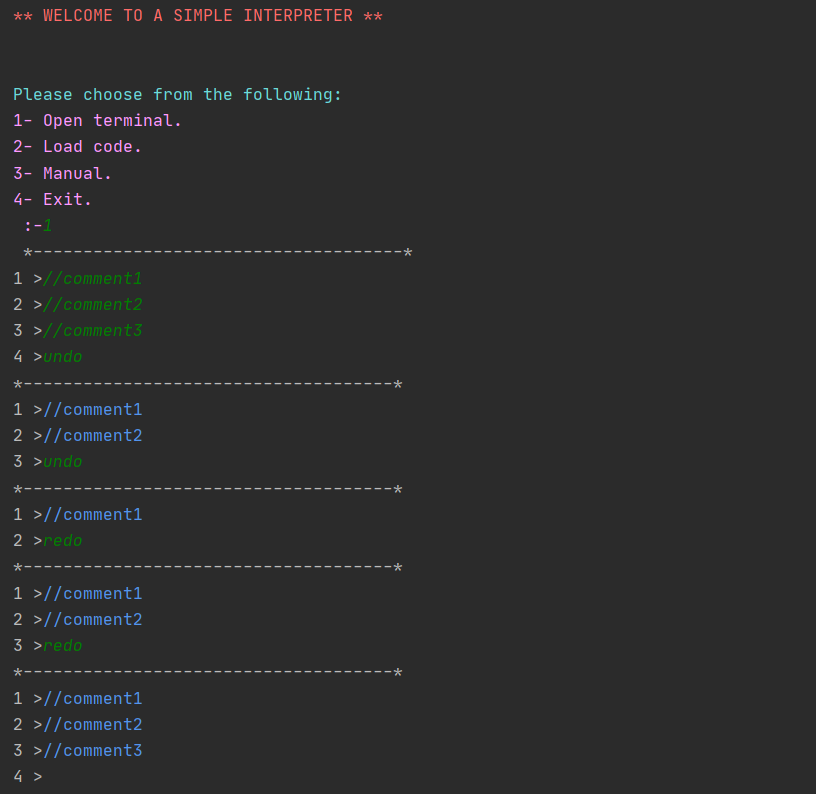 ** WELCOME TO A SIMPLE INTERPRETER **
Please choose from the following:
1- Open terminal.
2- Load code.
3- Manual.
4- Exit.
:-1
*-------------------------------------*
1 >//comment1
2 >//comment2
3 >//comment3
4 >undo
*-------------------------------------*
1 >//comment1
2 >//comment2
3 >undo
*-------------------------------------*
1 >//comment1
2 >redo
*-------------------------------------*
1 >//comment1
2 >//comment2
3 >redo
*-------------------------------------*
1 >//comment1
2 >//comment2
3 >//comment3
4 >